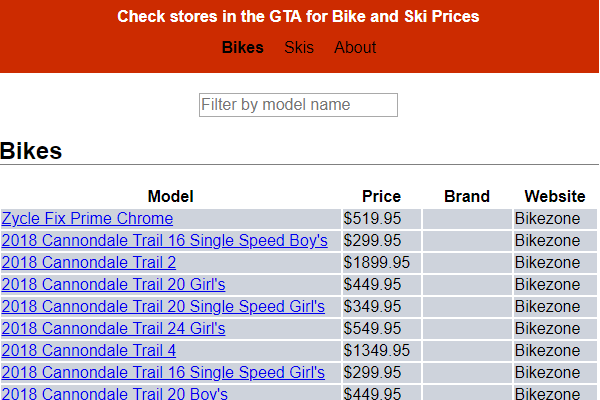 Check stores in the GTA for Bike and Ski Prices
Bikes Skis About
Filter by model name
Bikes
Model Price Brand Website
Zycle Fix Prime Chrome $519.95 Bikezone
2018 Cannondale Trail 16 Single Speed Boy's $299.95 Bikezone
2018 Cannondale Trail 2 $1899.95 Bikezone
2018 Cannondale Trail 20 Girl's $449.95 Bikezone
2018 Cannondale Trail 20 Single Speed Girl's $349.95 Bikezone
2018 Cannondale Trail 24 Girl's $549.95 Bikezone
2018 Cannondale Trail 4 $1349.95 Bikezone
2018 Cannondale Trail 16 Single Speed Girl's $299.95 Bikezone
2018 Cannondale Trail 20 Boy's $449.95 Bikezone